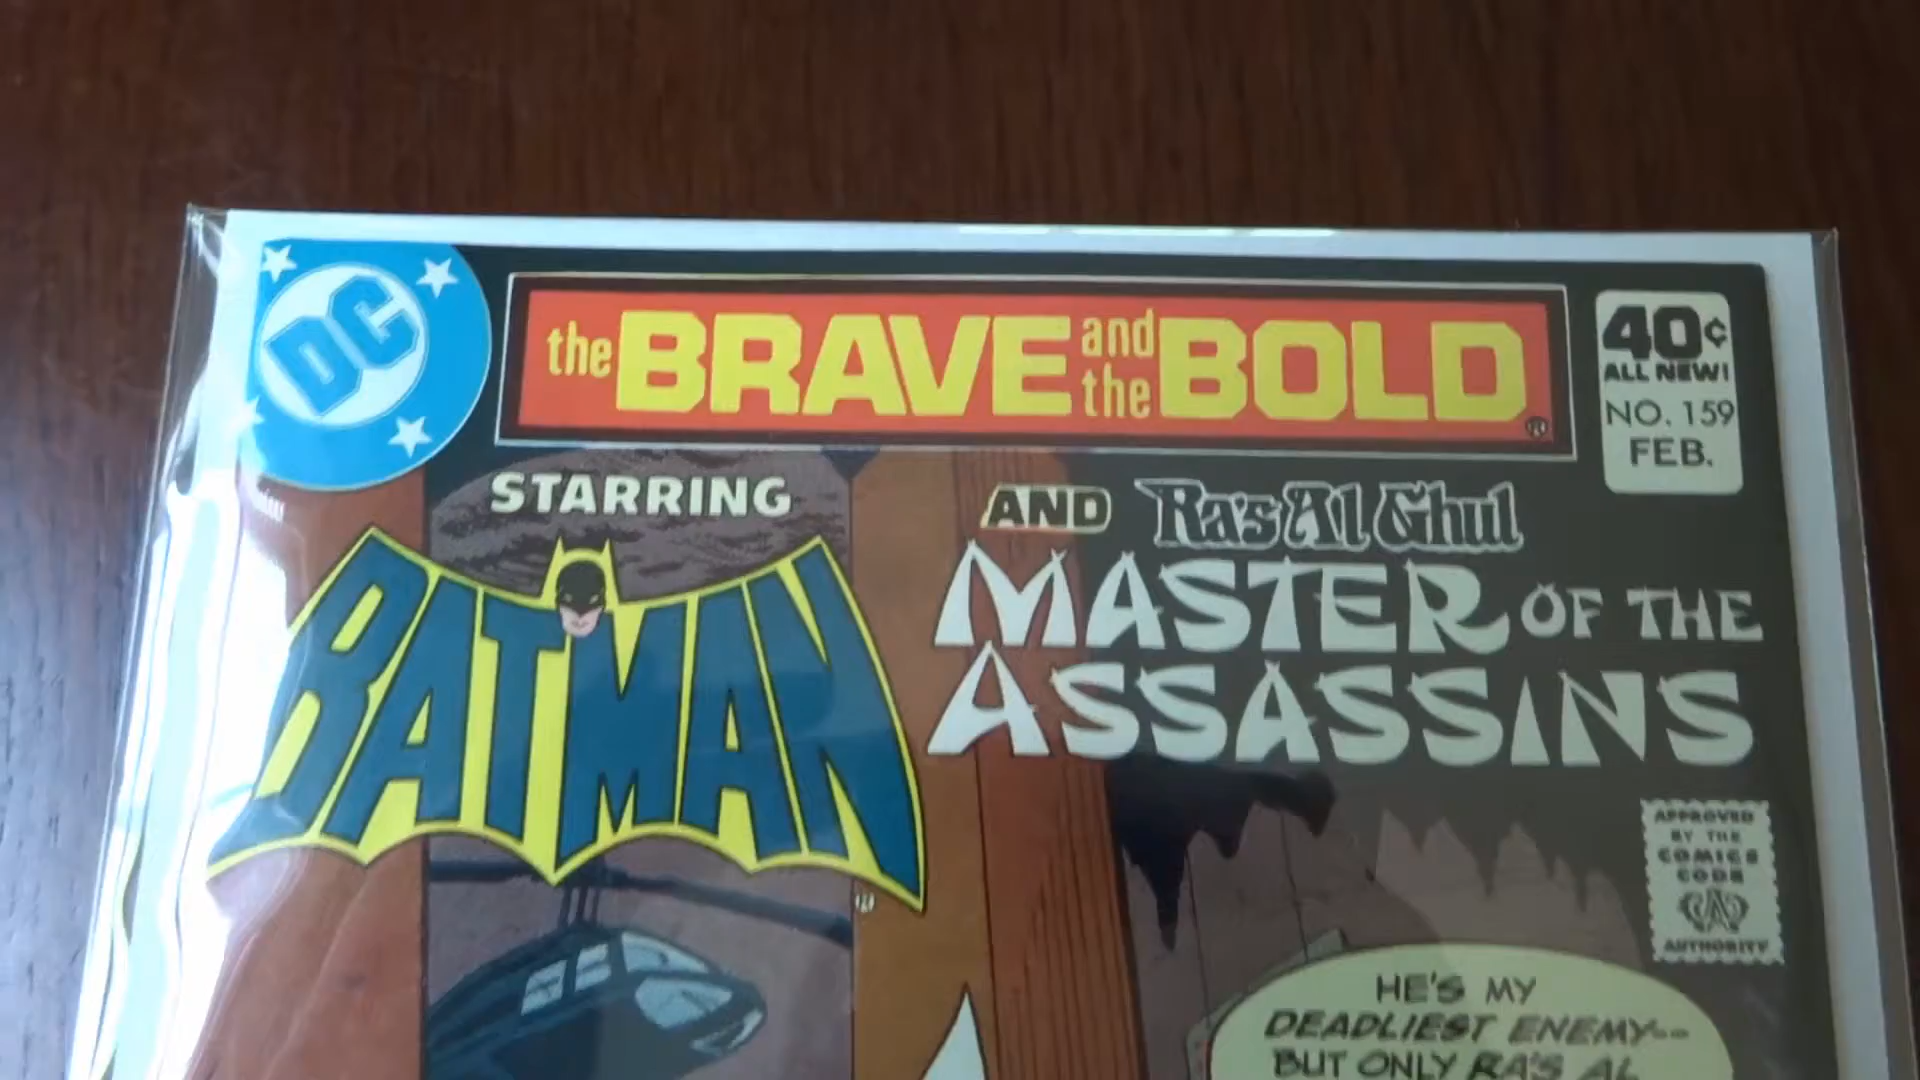 DC
the BRAVE and the BOLD
®
40¢
ALL NEW!
NO. 159
FEB.
STARRING
BATMAN
®
AND Ra's Al Ghul
MASTER OF THE
ASSASSINS
APPROVED
BY THE
COMICS
CODE
CA
AUTHORITY
HE'S MY
DEADLIEST ENEMY--
BUT ONLY RA'S AL